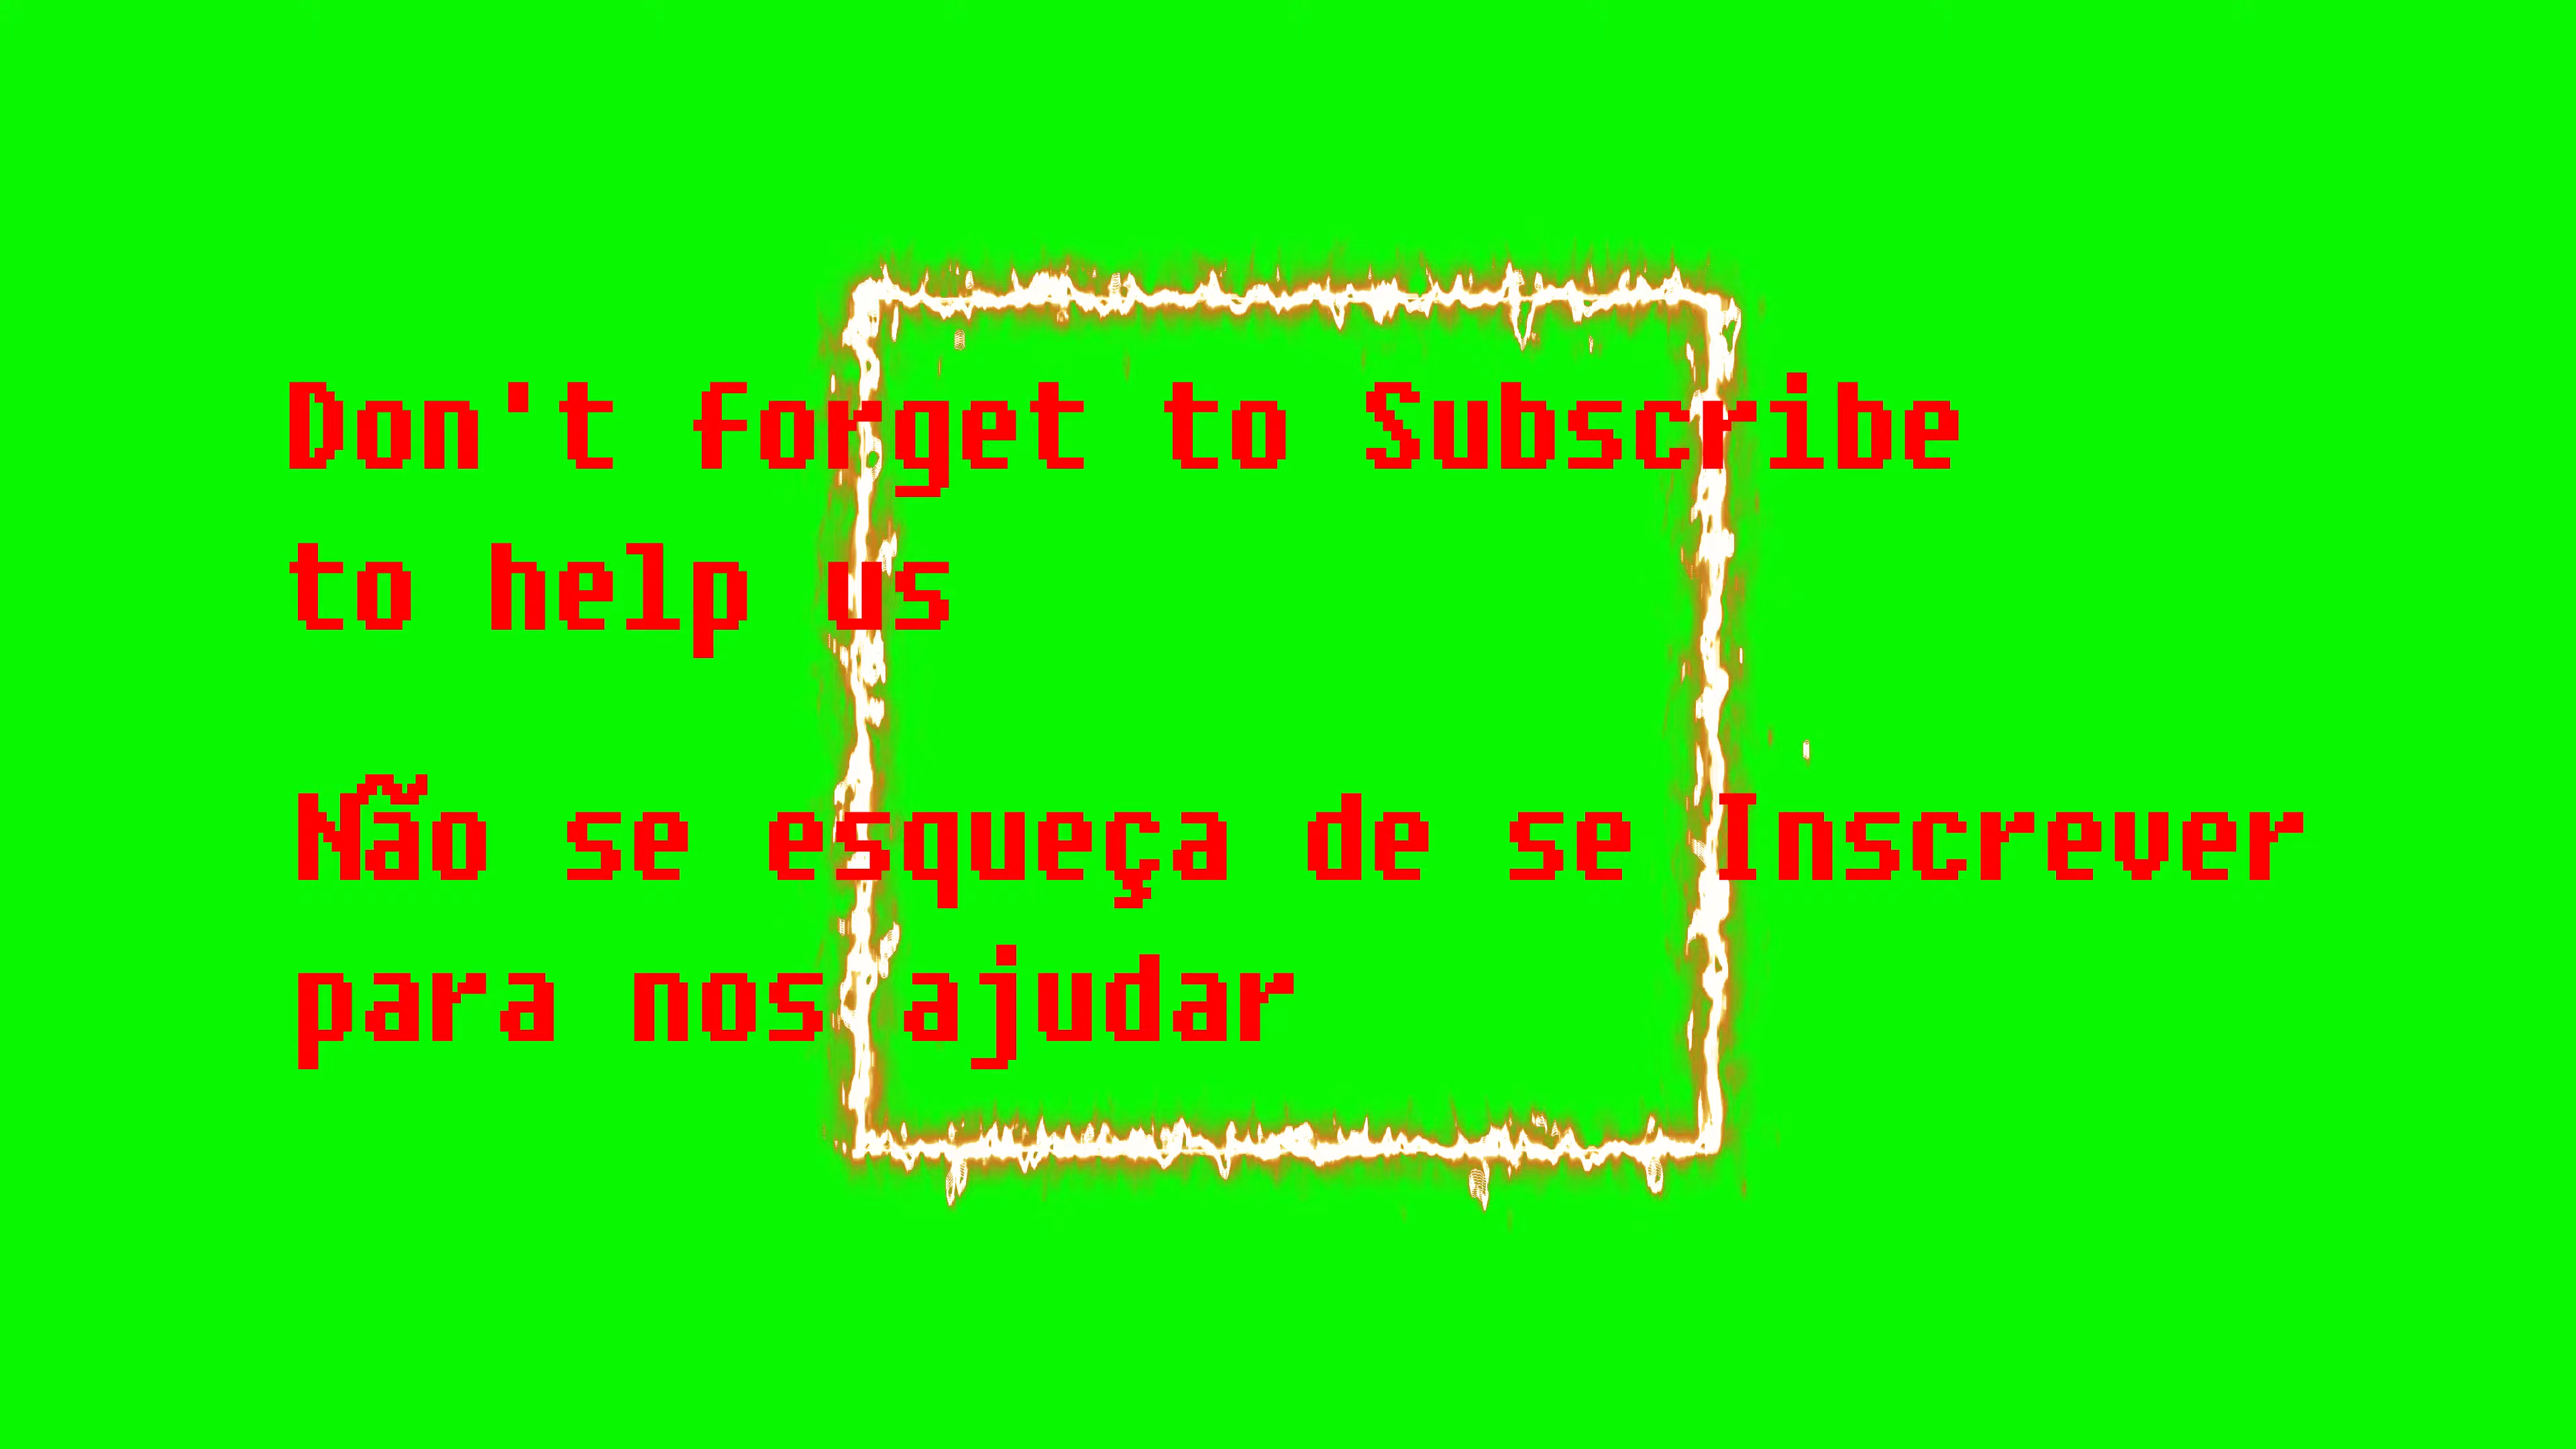 Don't forget to Subscribe
to help us
Não se esqueça de se Inscrever
para nos ajudar